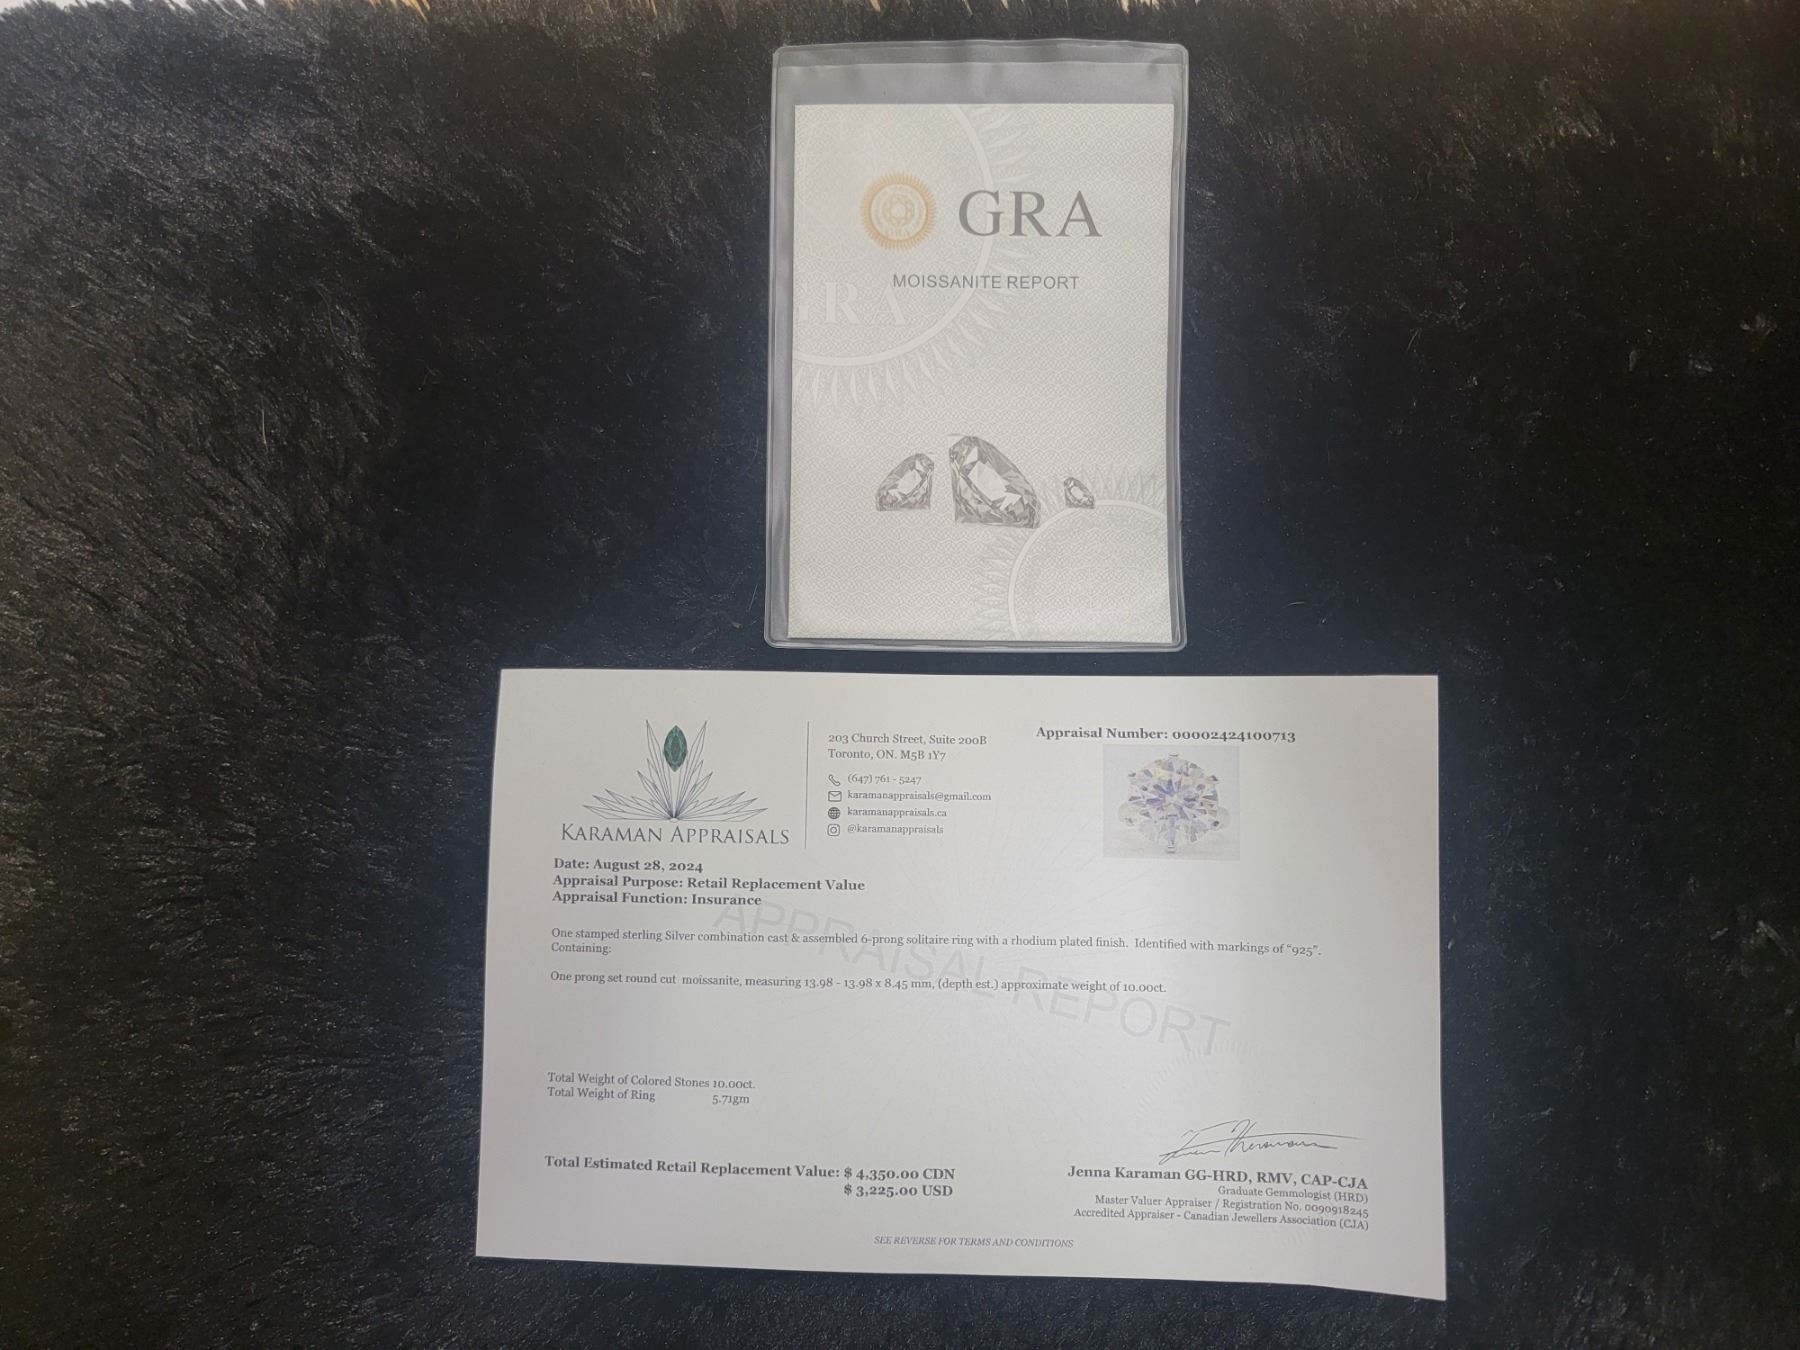 GRA
MOISSANITE REPORT
GRA
KARAMAN APPRAISALS
203 Church Street, Suite 200B
Toronto, ON. M5B 1Y7
(647) 761 - 5247
karamanappraisals@gmail.com
karamanappraisals.ca
@karamanappraisals
Appraisal Number: 00002424100713
Date: August 28, 2024
Appraisal Purpose: Retail Replacement Value
Appraisal Function: Insurance
APPRAISAL REPORT
One stamped sterling Silver combination cast & assembled 6-prong solitaire ring with a rhodium plated finish. Identified with markings of "925".
Containing:
One prong set round cut moissanite, measuring 13.98 - 13.98 x 8.45 mm, (depth est.) approximate weight of 10.00ct.
Total Weight of Colored Stones 10.00ct.
Total Weight of Ring 5.71gm
Total Estimated Retail Replacement Value: $ 4,350.00 CDN
$ 3,225.00 USD
Jenna Karaman GG-HRD, RMV, CAP-CJA
Graduate Gemmologist (HRD)
Master Valuer Appraiser / Registration No. 0090918245
Accredited Appraiser - Canadian Jewellers Association (CJA)
SEE REVERSE FOR TERMS AND CONDITIONS